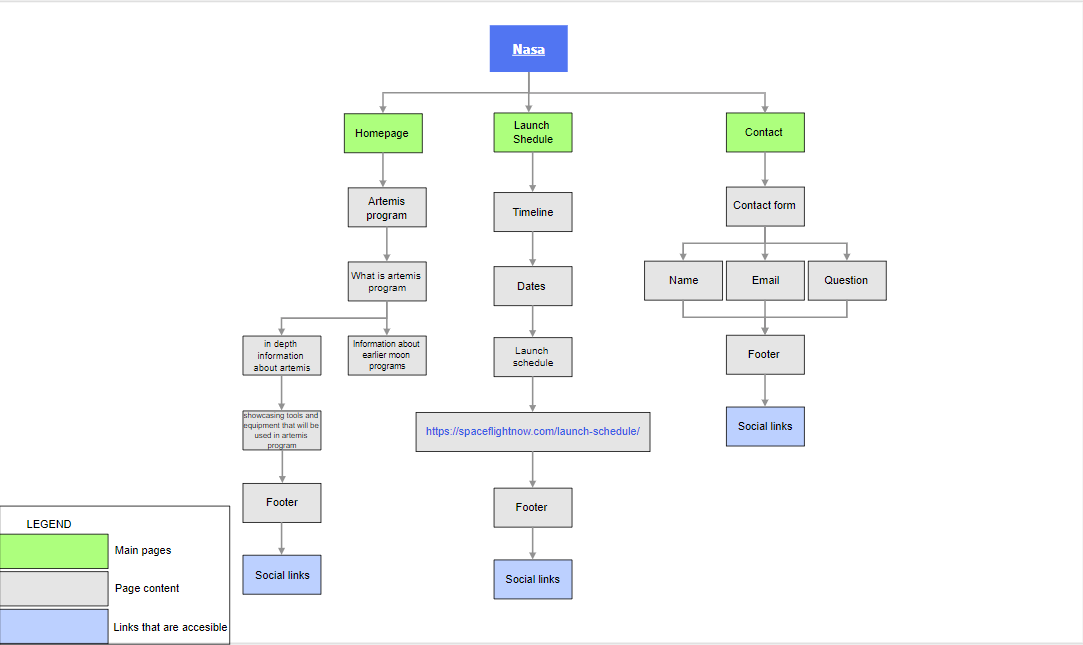 Nasa
Homepage
Launch
Shedule
Contact
Artemis
program
Timeline
Contact form
What is artemis
program
Dates
Name
Email
Question
in depth
information
about artemis
Information about
earlier moon
programs
Launch
schedule
Footer
showcasing tools and
equipment that will be
used in artemis
program
https://spaceflightnow.com/launch-schedule/
Social links
Footer
Footer
Social links
Social links
LEGEND
Main pages
Page content
Links that are accesible